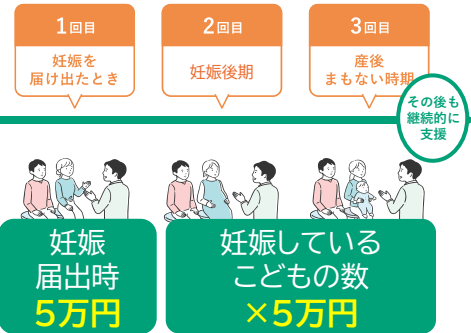 1回目
妊娠を
届け出たとき
2回目
妊娠後期
3回目
産後
まもない時期
その後も
継続的に
支援
妊娠
届出時
5万円
妊娠している
こどもの数
×5万円